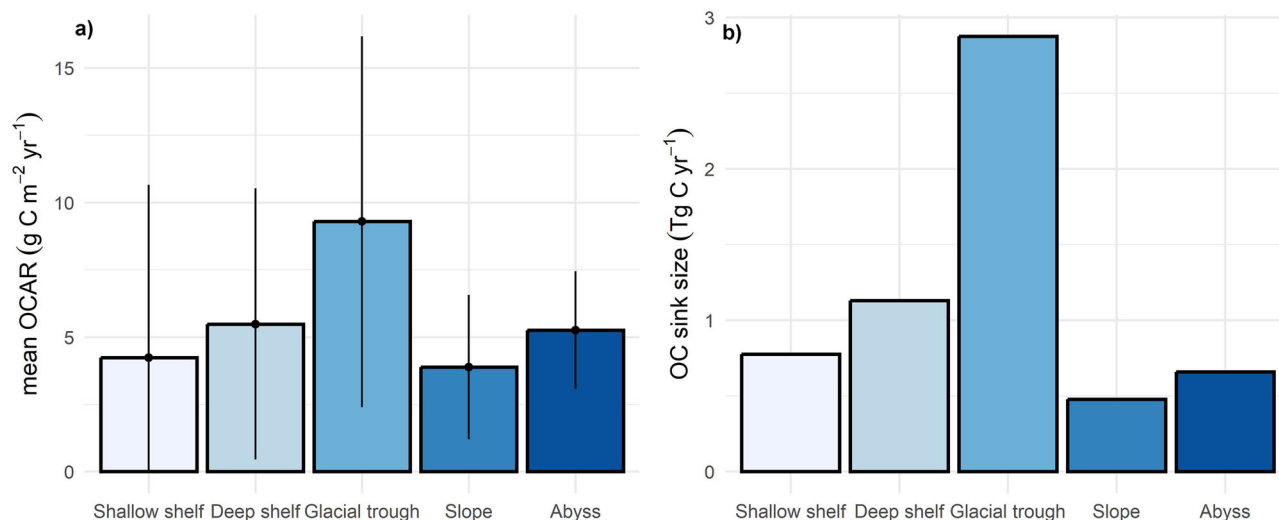 a)
mean OCAR (g C m⁻² yr⁻¹)
15
10
5
0
Shallow shelf Deep shelf Glacial trough Slope Abyss
b)
OC sink size (Tg C yr⁻¹)
3
2
1
0
Shallow shelf Deep shelf Glacial trough Slope Abyss